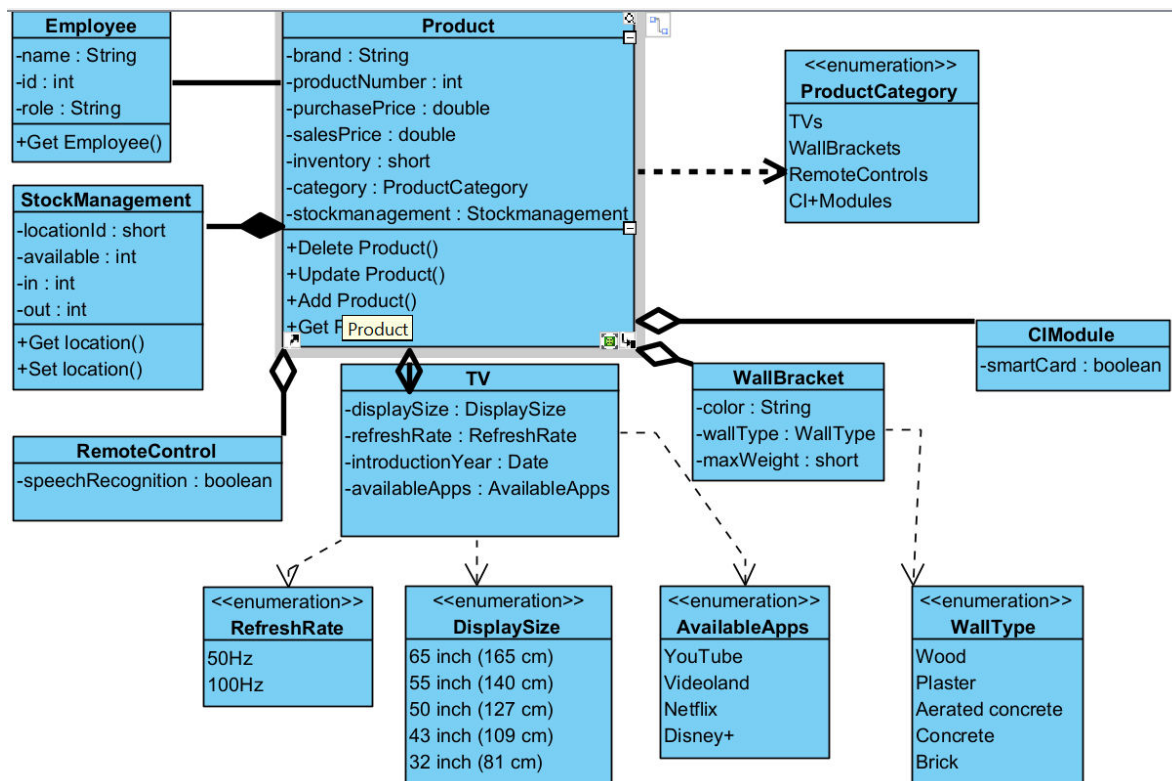 Employee
-name : String
-id : int
-role : String
+Get Employee()
Product
-brand : String
-productNumber : int
-purchasePrice : double
-salesPrice : double
-inventory : short
-category : ProductCategory
-stockmanagement : Stockmanagement
+Delete Product()
+Update Product()
+Add Product()
+Get
Product
<<enumeration>>
ProductCategory
TVs
WallBrackets
RemoteControls
CI+Modules
StockManagement
-locationId : short
-available : int
-in : int
-out : int
+Get location()
+Set location()
CIModule
-smartCard : boolean
TV
-displaySize : DisplaySize
-refreshRate : RefreshRate
-introductionYear : Date
-availableApps : AvailableApps
WallBracket
-color : String
-wallType : WallType
-maxWeight : short
RemoteControl
-speechRecognition : boolean
<<enumeration>>
RefreshRate
50Hz
100Hz
<<enumeration>>
DisplaySize
65 inch (165 cm)
55 inch (140 cm)
50 inch (127 cm)
43 inch (109 cm)
32 inch (81 cm)
<<enumeration>>
AvailableApps
YouTube
Videoland
Netflix
Disney+
<<enumeration>>
WallType
Wood
Plaster
Aerated concrete
Concrete
Brick